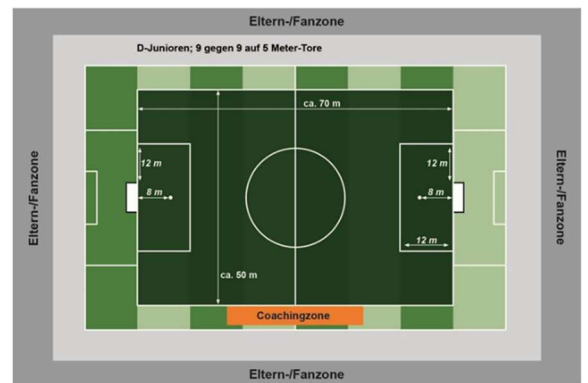 Eltern-/Fanzone
D-Junioren; 9 gegen 9 auf 5 Meter-Tore
ca. 70 m
12 m
12 m
Eltern-/Fanzone
8 m
8 m
Eltern-/Fanzone
12 m
ca. 50 m
Coachingzone
Eltern-/Fanzone